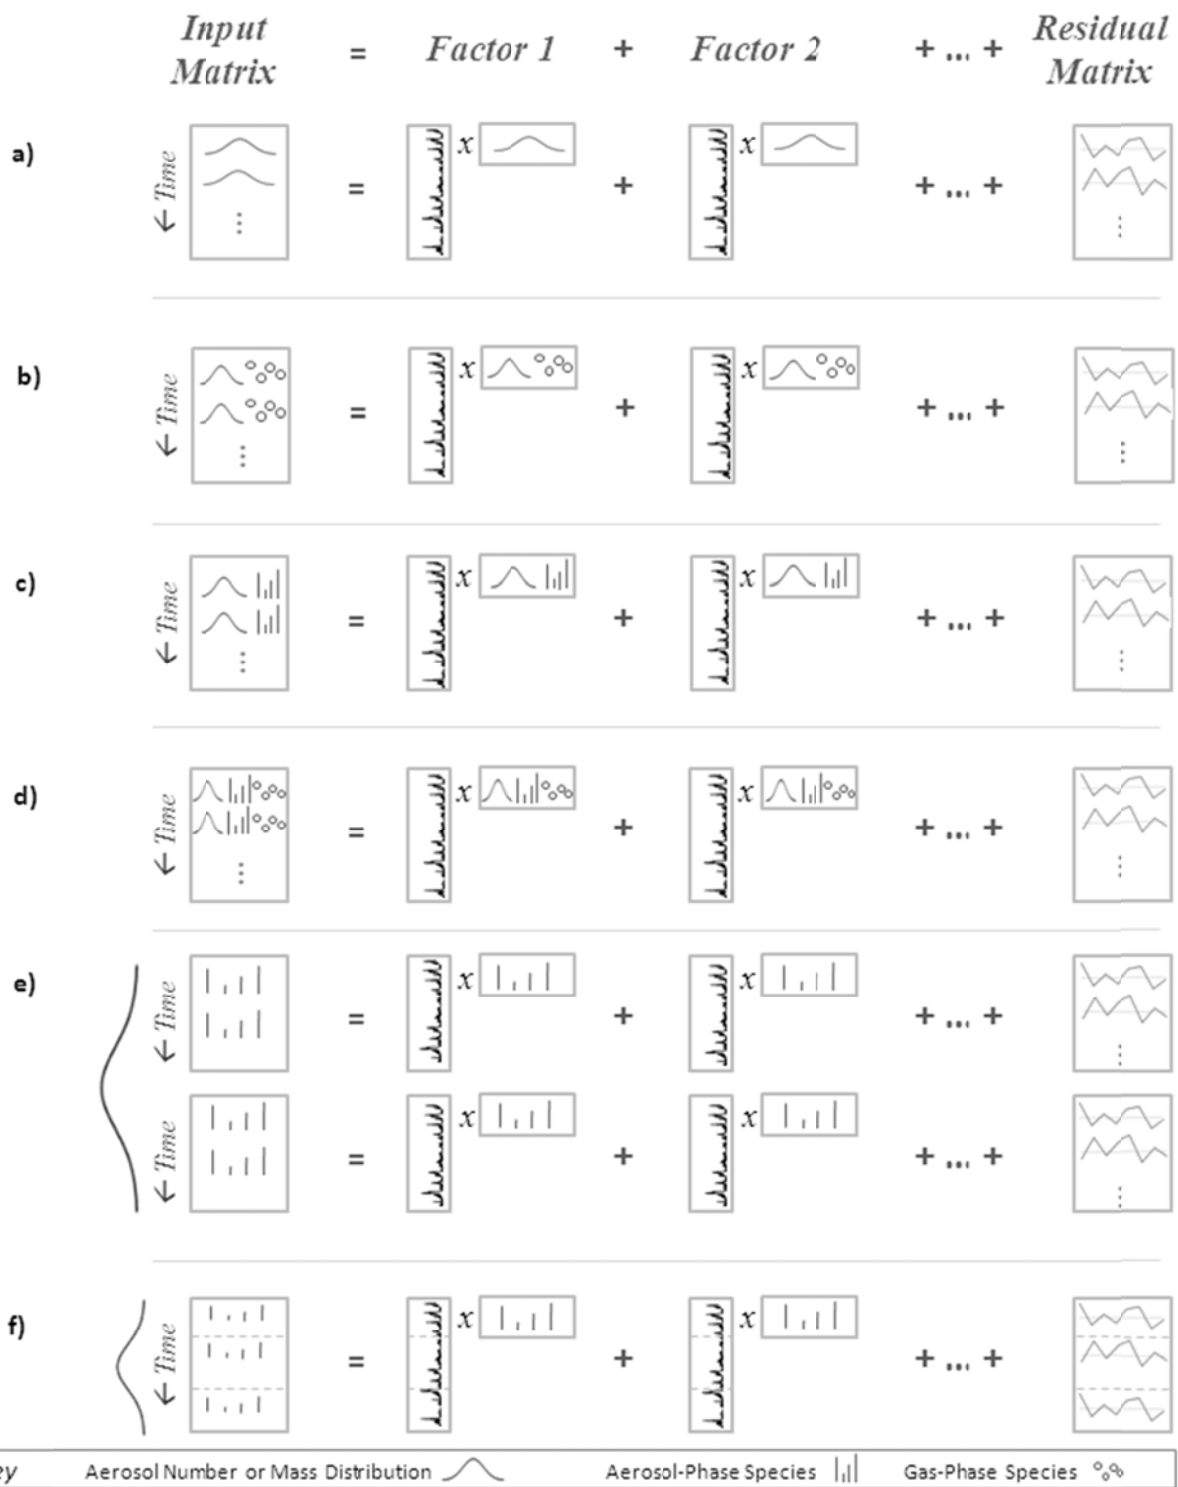 Input Matrix = Factor 1 + Factor 2 + ... + Residual Matrix
a) ← Time = x + x + ... +
b) ← Time = x + x + ... +
c) ← Time = x + x + ... +
d) ← Time = x + x + ... +
e) ← Time = x + x + ... +
← Time = x + x + ... +
f) ← Time = x + x + ... +
ey Aerosol Number or Mass Distribution Aerosol-Phase Species Gas-Phase Species